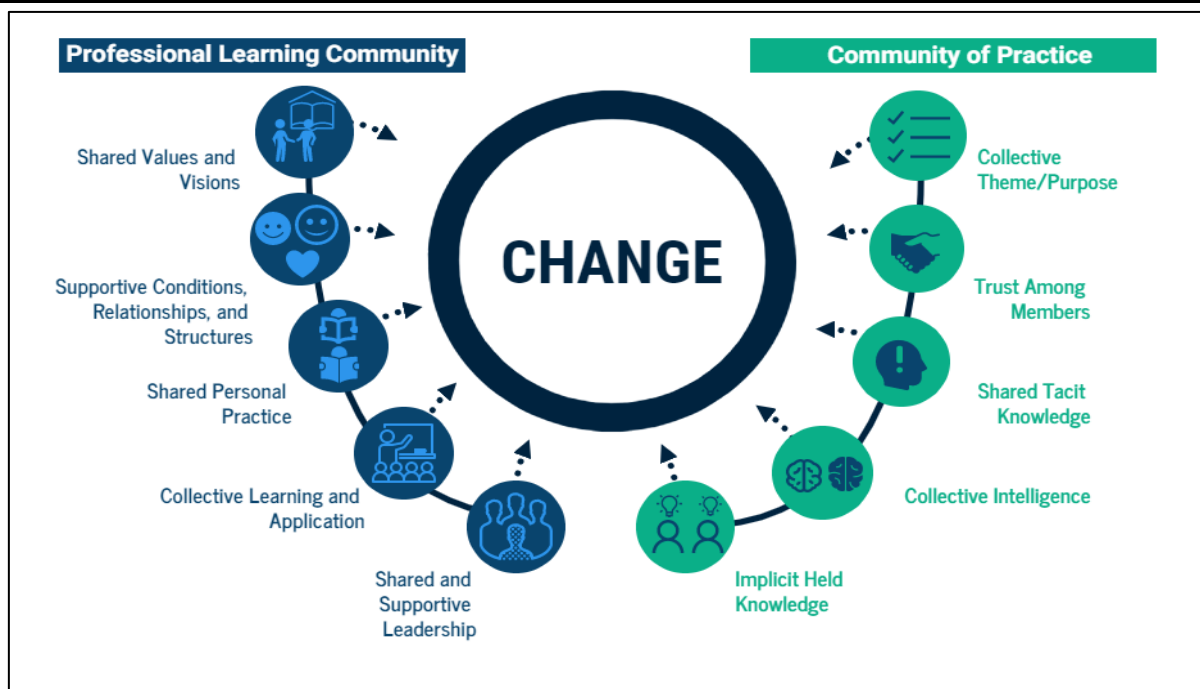 Professional Learning Community
Shared Values and
Visions
Supportive Conditions,
Relationships, and
Structures
Shared Personal
Practice
Collective Learning and
Application
Shared and
Supportive
Leadership
CHANGE
Community of Practice
Collective
Theme/Purpose
Trust Among
Members
Shared Tacit
Knowledge
Collective Intelligence
Implicit Held
Knowledge